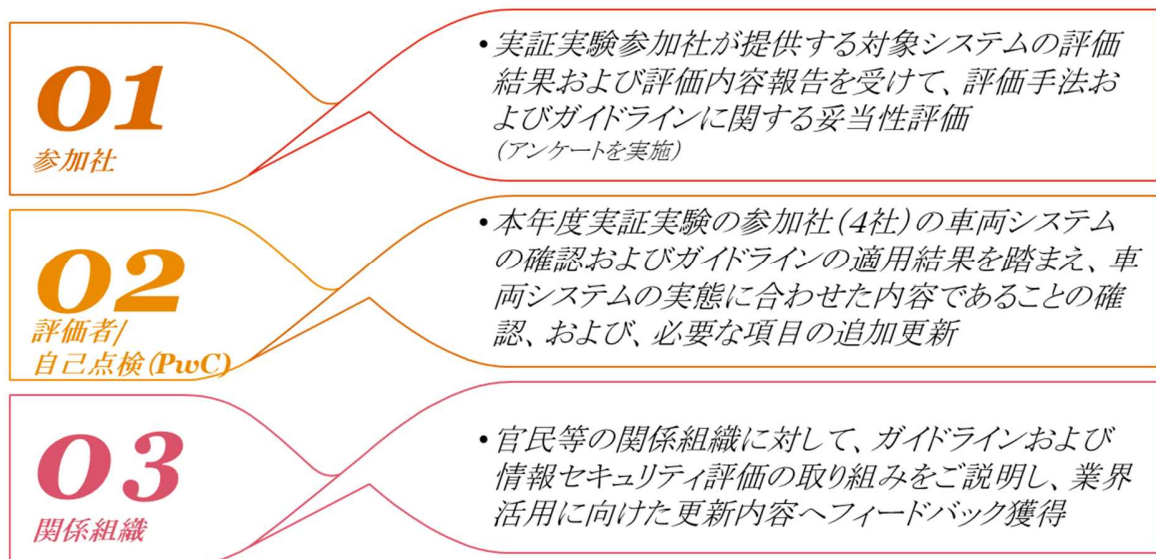 01
参加社
•実証実験参加社が提供する対象システムの評価
結果および評価内容報告を受けて、評価手法お
よびガイドラインに関する妥当性評価
(アンケートを実施)
02
評価者/
自己点検(PwC)
•本年度実証実験の参加社(4社)の車両システム
の確認およびガイドラインの適用結果を踏まえ、車
両システムの実態に合わせた内容であることの確
認、および、必要な項目の追加更新
03
関係組織
•官民等の関係組織に対して、ガイドラインおよび
情報セキュリティ評価の取り組みをご説明し、業界
活用に向けた更新内容へフィードバック獲得